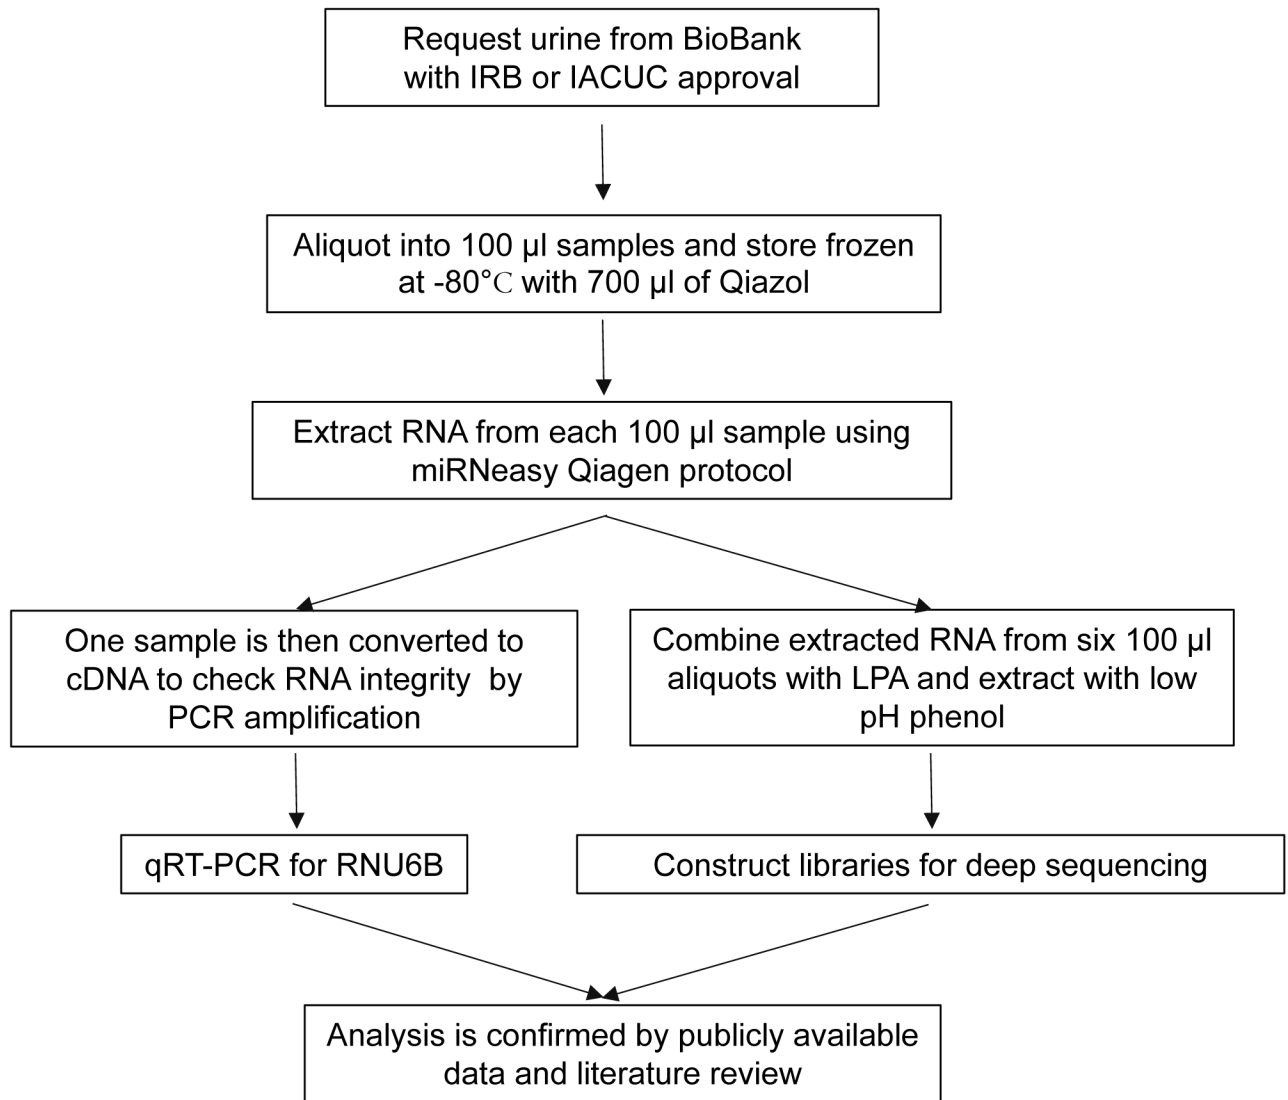 Request urine from BioBank
with IRB or IACUC approval
Aliquot into 100 µl samples and store frozen
at -80°C with 700 µl of Qiazol
Extract RNA from each 100 µl sample using
miRNeasy Qiagen protocol
One sample is then converted to
cDNA to check RNA integrity by
PCR amplification
Combine extracted RNA from six 100 µl
aliquots with LPA and extract with low
pH phenol
qRT-PCR for RNU6B
Construct libraries for deep sequencing
Analysis is confirmed by publicly available
data and literature review